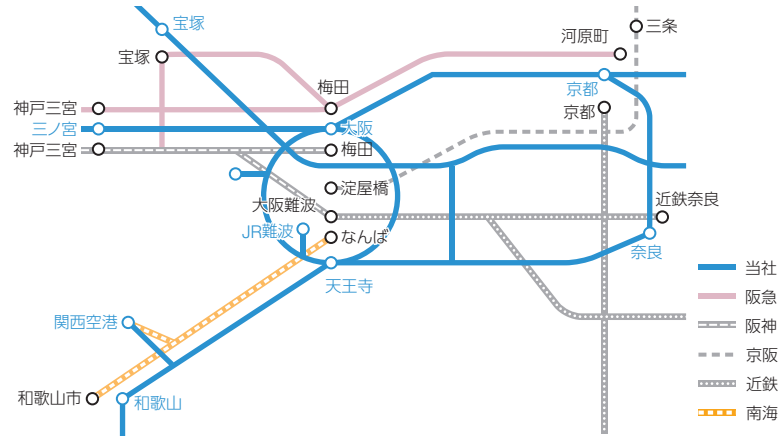 宝塚
三条
河原町
宝塚
梅田
京都
神戸三宮
京都
三ノ宮
大阪
神戸三宮
梅田
淀屋橋
大阪難波
近鉄奈良
JR難波
なんば
奈良
天王寺
当社
阪急
関西空港
阪神
京阪
近鉄
和歌山市
和歌山
南海